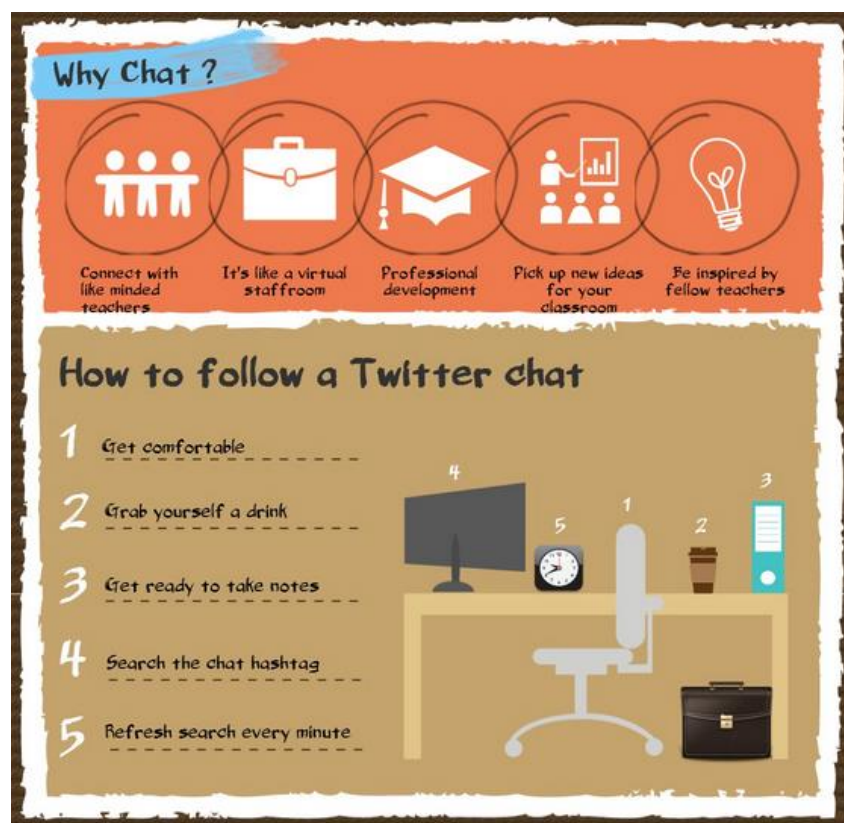 Why Chat ?
Connect with
like minded
teachers
It's like a virtual
staffroom
Professional
development
Pick up new ideas
for your
classroom
Be inspired by
fellow teachers
How to follow a Twitter chat
1 Get comfortable
2 Grab yourself a drink
3 Get ready to take notes
4 Search the chat hashtag
5 Refresh search every minute
4
5
1
2
3